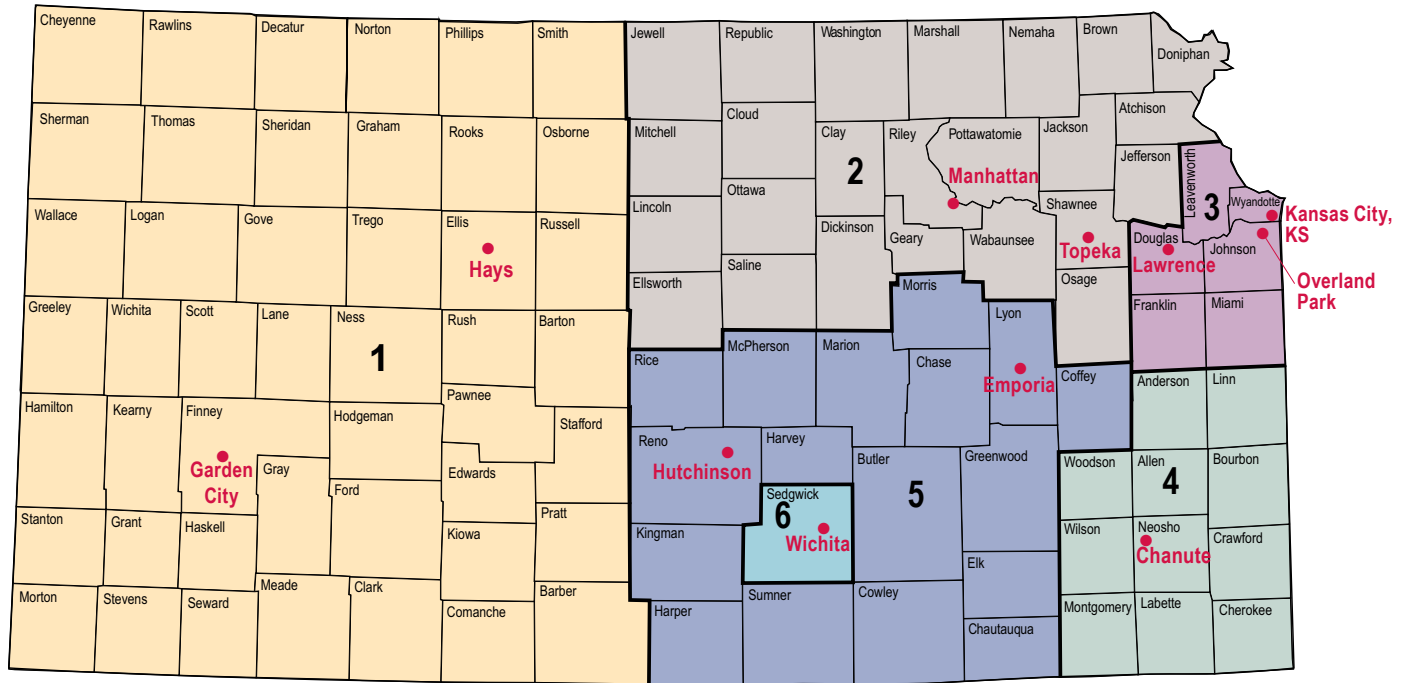 Cheyenne
Rawlins
Decatur
Norton
Phillips
Smith
Jewell
Republic
Washington
Marshall
Nemaha
Brown
Doniphan
Sherman
Thomas
Sheridan
Graham
Rooks
Osborne
Mitchell
Cloud
Clay
2
Riley
Pottawatomie
Manhattan
Jackson
Atchison
Jefferson
Leavenworth
3
Wyandotte
Kansas City,
KS
Wallace
Logan
Gove
Trego
Ellis
Hays
Russell
Lincoln
Ottawa
Dickinson
Geary
Wabaunsee
Shawnee
Topeka
Douglas
Lawrence
Johnson
Overland
Park
Ellsworth
Saline
Morris
Osage
Franklin
Miami
Greeley
Wichita
Scott
Lane
Ness
1
Rush
Barton
Rice
McPherson
Marion
Chase
Lyon
Emporia
Coffey
Anderson
Linn
Hamilton
Kearny
Finney
Garden
City
Hodgeman
Pawnee
Stafford
Reno
Hutchinson
Harvey
Butler
5
Greenwood
Woodson
Allen
4
Bourbon
Gray
Ford
Edwards
Sedgwick
6
Wichita
Stanton
Grant
Haskell
Kiowa
Pratt
Kingman
Elk
Wilson
Neosho
Chanute
Crawford
Morton
Stevens
Seward
Meade
Clark
Comanche
Barber
Harper
Sumner
Cowley
Chautauqua
Montgomery
Labette
Cherokee